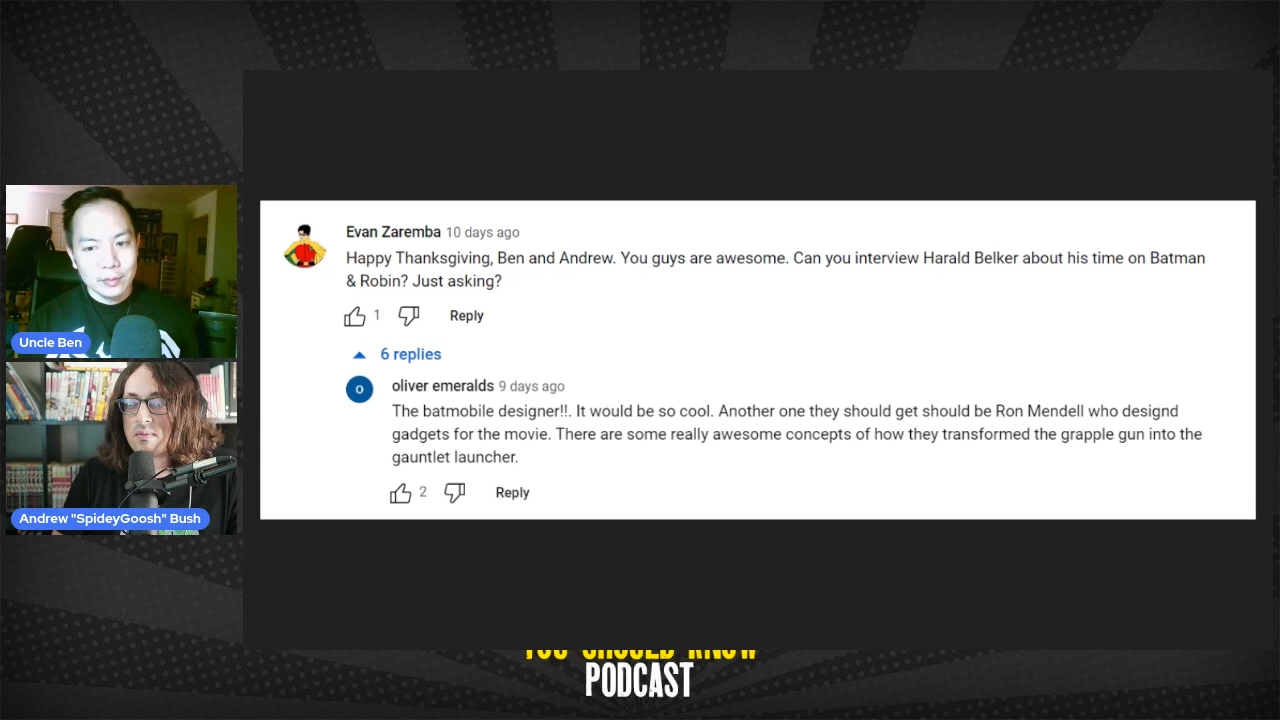 Uncle Ben
Andrew "SpideyGoosh" Bush
Evan Zaremba 10 days ago
Happy Thanksgiving, Ben and Andrew. You guys are awesome. Can you interview Harald Belker about his time on Batman
& Robin? Just asking?
1 Reply
6 replies
O
oliver emeralds 9 days ago
The batmobile designer!!. It would be so cool. Another one they should get should be Ron Mendell who designd
gadgets for the movie. There are some really awesome concepts of how they transformed the grapple gun into the
gauntlet launcher.
2 Reply
YOU SHOULD KNOW
PODCAST